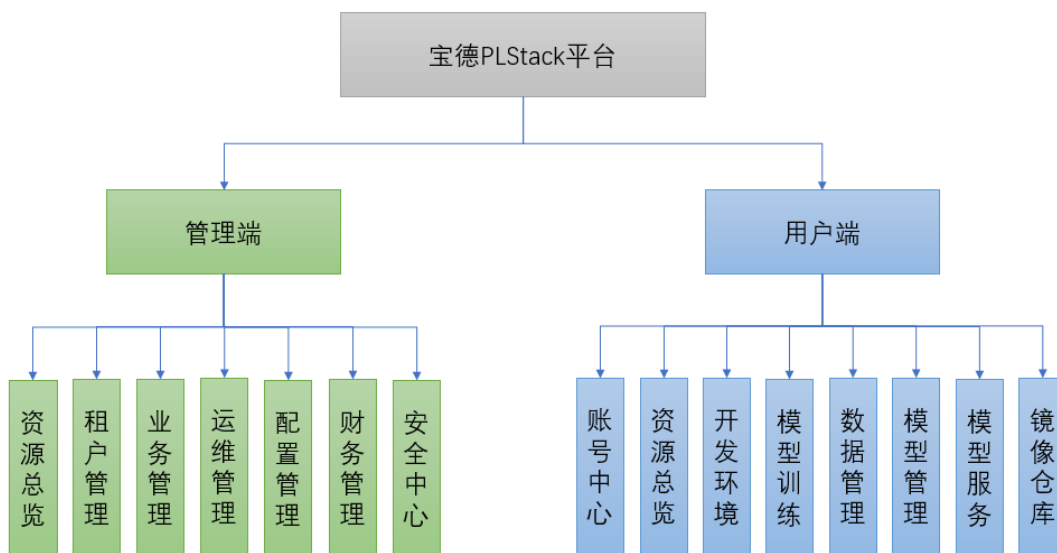 宝德PLStack平台
管理端
用户端
资源总览
租户管理
业务管理
运维管理
配置管理
财务管理
安全中心
账号中心
资源总览
开发环境
模型训练
数据管理
模型管理
模型服务
镜像仓库